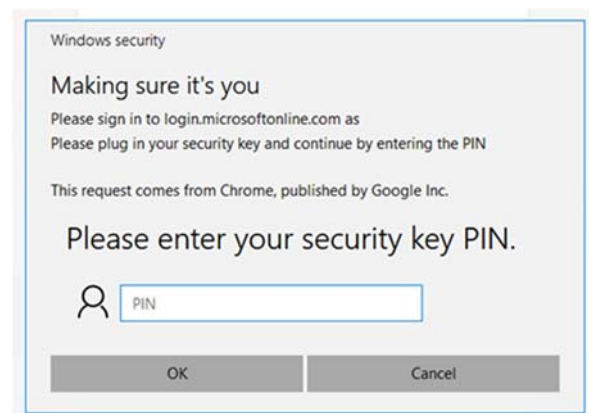 Windows security
Making sure it's you
Please sign in to login.microsoftonline.com as
Please plug in your security key and continue by entering the PIN
This request comes from Chrome, published by Google Inc.
Please enter your security key PIN.
PIN
OK
Cancel